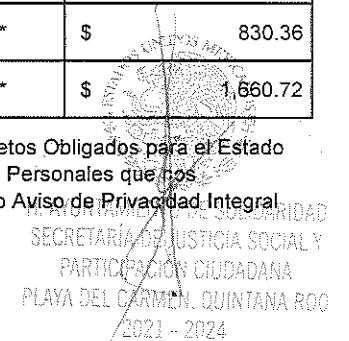 * $ 830.36
* $ 1,660.72
etos Obligados para el Estado
Personales que nos
o Aviso de Privacidad Integral
H. AYUNTAMIENTO DE SOLIDARIDAD
SECRETARÍA DE JUSTICIA SOCIAL Y
PARTICIPACIÓN CIUDADANA
PLAYA DEL CARMEN, QUINTANA ROO
2021 - 2024